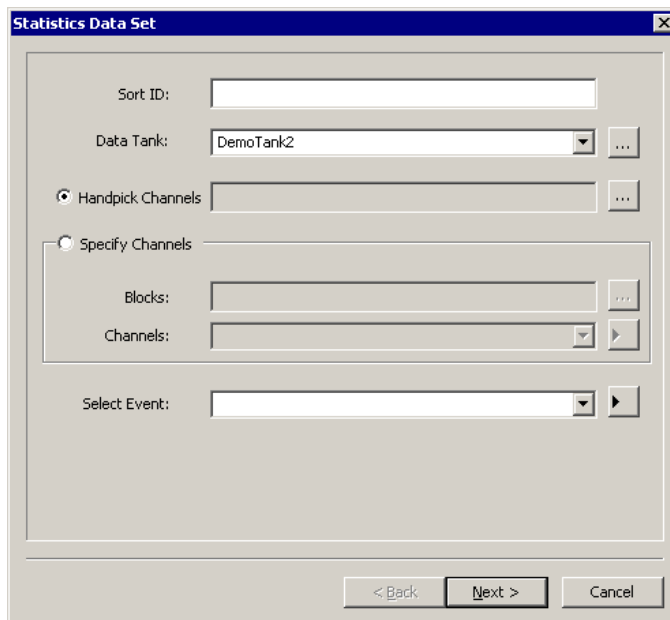 Statistics Data Set
Sort ID:
Data Tank: DemoTank2 ...
Handpick Channels ...
Specify Channels
Blocks: ...
Channels:
Select Event:
< Back Next > Cancel